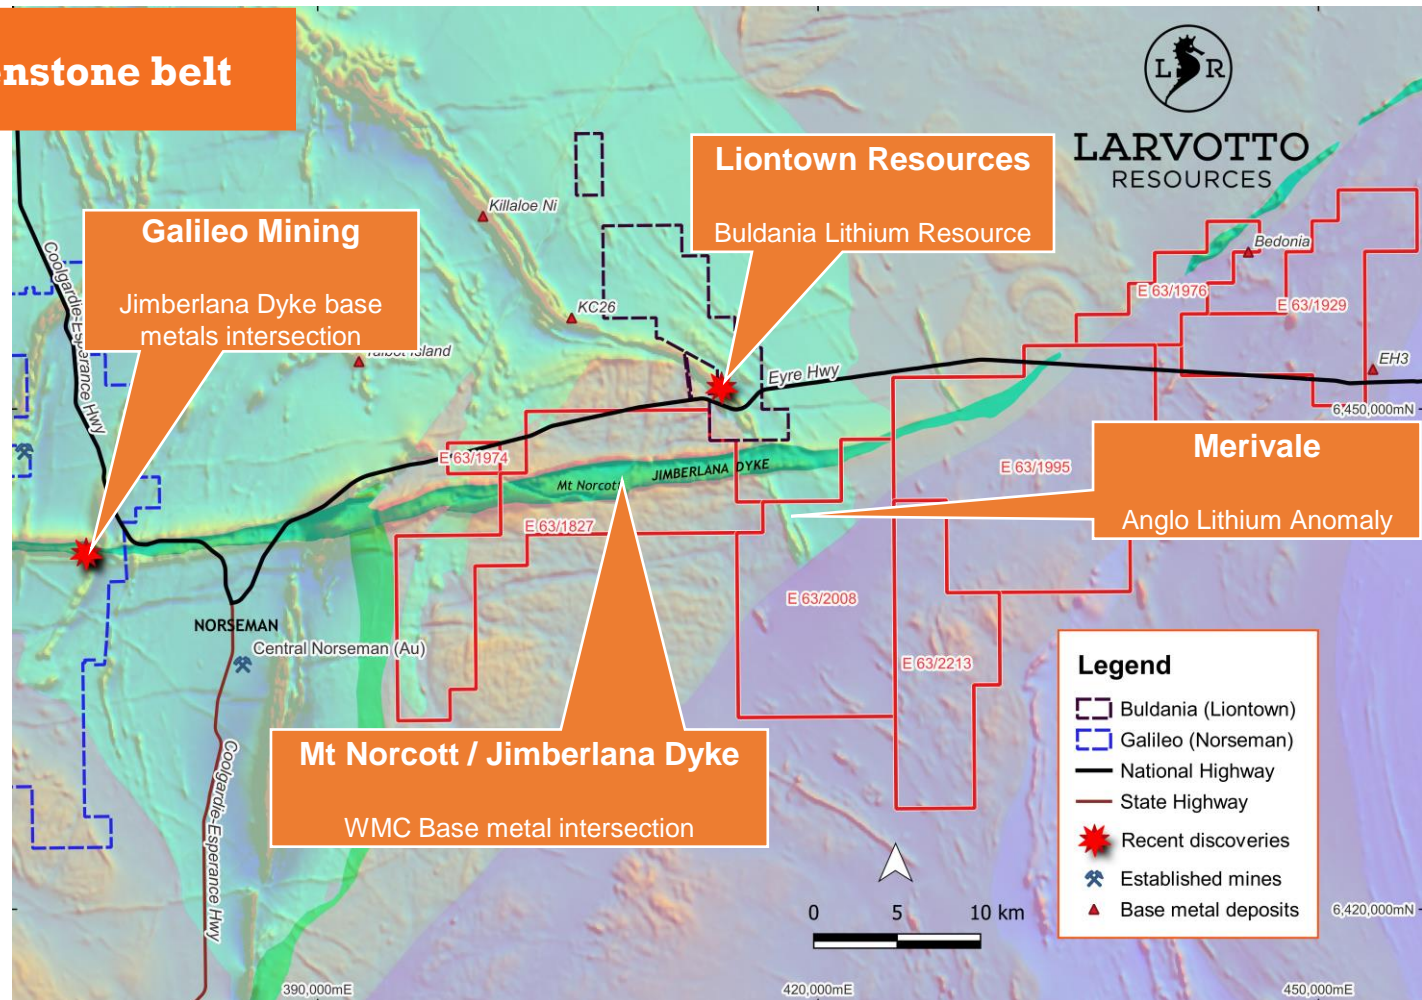 nstone belt
L R
LARVOTTO
RESOURCES
Liontown Resources
Buldania Lithium Resource
Galileo Mining
Jimberlana Dyke base
metals intersection
Killaloe Ni
KC26
Talbot Island
Coolgardie-Esperance Hwy
Bedonia
E 63/1976
E 63/1929
EH3
Eyre Hwy
6,450,000mN
Merivale
Anglo Lithium Anomaly
E 63/1974
E 63/1995
JIMBERLANA DYKE
Mt Norcott
E 63/1827
E 63/2008
NORSEMAN
Central Norseman (Au)
E 63/2213
Coolgardie-Esperance Hwy
Mt Norcott / Jimberlana Dyke
WMC Base metal intersection
Legend
Buldania (Liontown)
Galileo (Norseman)
National Highway
State Highway
Recent discoveries
Established mines
Base metal deposits
0 5 10 km
6,420,000mN
390,000mE
420,000mE
450,000mE